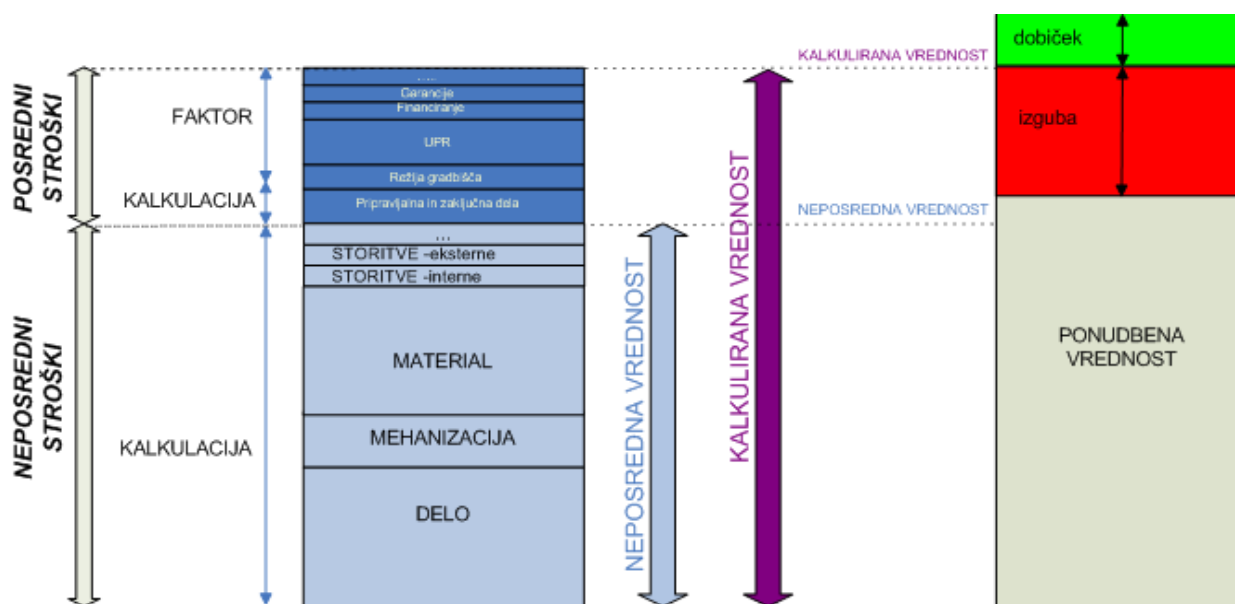 POSREDNI
STROŠKI
NEPOSREDNI
STROŠKI
FAKTOR
KALKULACIJA
KALKULACIJA
.....
Garancije
Financiranje
UPR
Režija gradbišča
Pripravljalna in zaključna dela
...
STORITVE -eksterne
STORITVE -interne
MATERIAL
MEHANIZACIJA
DELO
NEPOSREDNA VREDNOST
KALKULIRANA VREDNOST
KALKULIRANA VREDNOST
NEPOSREDNA VREDNOST
dobiček
izguba
PONUDBENA
VREDNOST